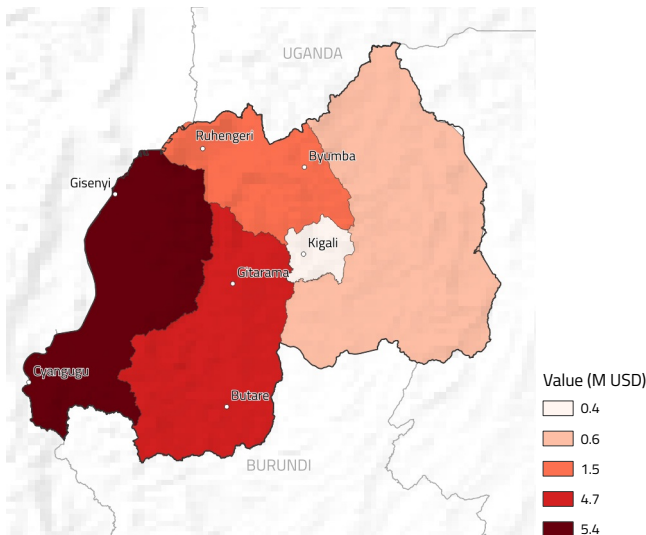 UGANDA
Ruhengeri
Byumba
Gisenyi
Kigali
Gitarama
Cyangugu
Butare
BURUNDI
Value (M USD)
0.4
0.6
1.5
4.7
5.4